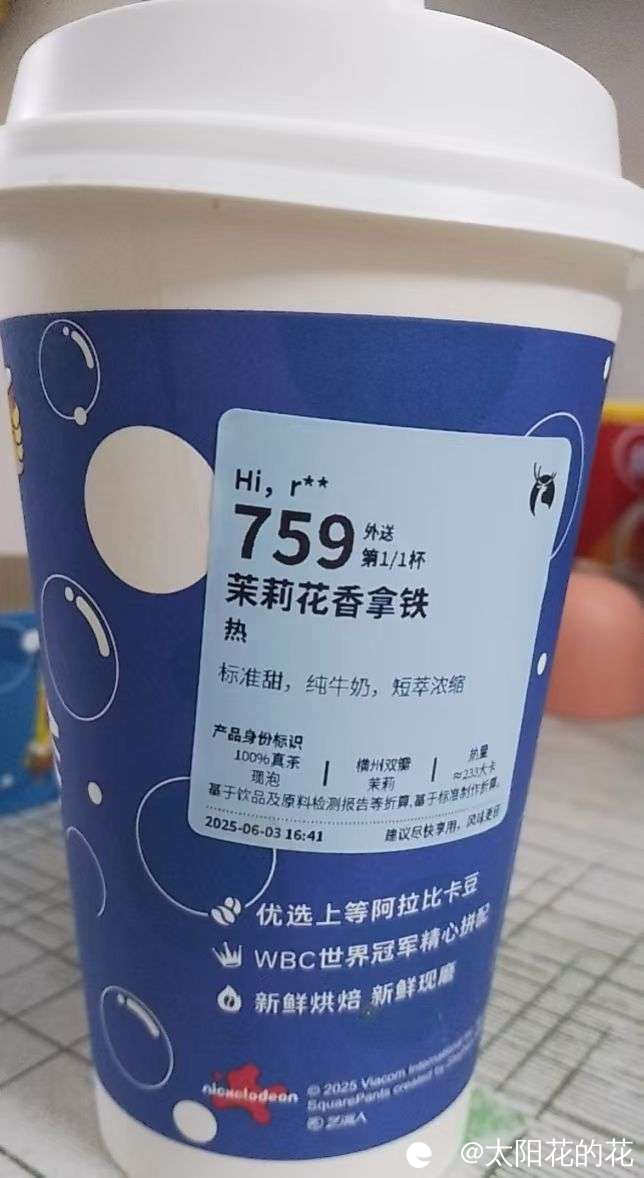 Hi, r**
759 外送
第1/1杯
茉莉花香拿铁
热
标准甜, 纯牛奶, 短萃浓缩
产品身份标识
100%真茶
现泡
横州双瓣
茉莉
热量
≈233大卡
基于饮品及原料检测报告等折算,基于标准制作折算,
2025-06-03 16:41 建议尽快享用,风味更佳
优选上等阿拉比卡豆
WBC世界冠军精心拼配
新鲜烘焙 新鲜现磨
nickelodeon
© 2025 Viacom International
SquarePants created by
@太阳花的花